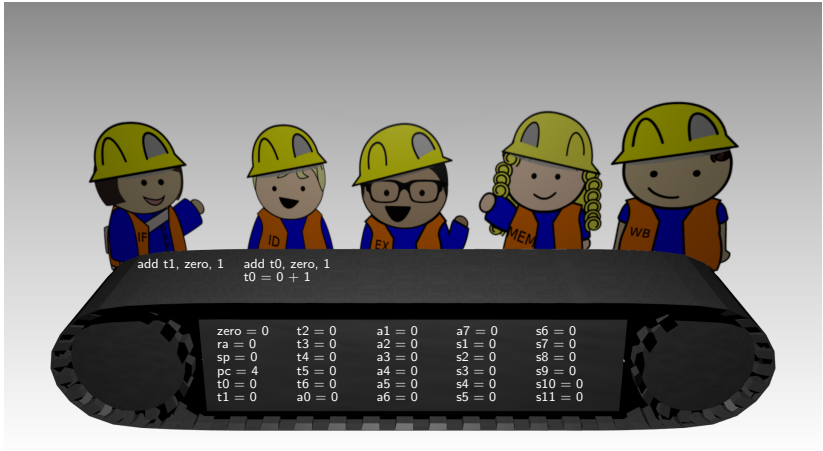 IF
ID
EX
MEM
WB
add t1, zero, 1
add t0, zero, 1
t0 = 0 + 1
zero = 0 t2 = 0 a1 = 0 a7 = 0 s6 = 0
ra = 0 t3 = 0 a2 = 0 s1 = 0 s7 = 0
sp = 0 t4 = 0 a3 = 0 s2 = 0 s8 = 0
pc = 4 t5 = 0 a4 = 0 s3 = 0 s9 = 0
t0 = 0 t6 = 0 a5 = 0 s4 = 0 s10 = 0
t1 = 0 a0 = 0 a6 = 0 s5 = 0 s11 = 0